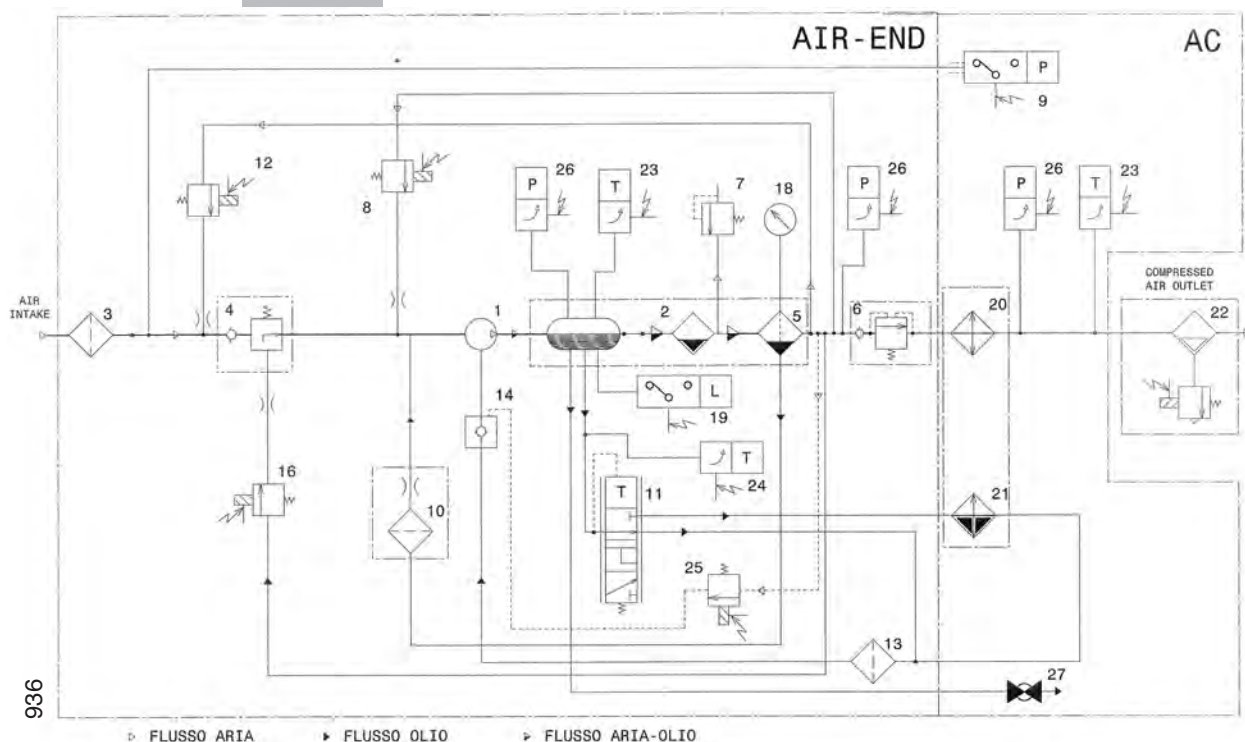 AIR-END
AC
P
9
12
8
P
26
T
23
7
18
P
26
P
26
T
23
COMPRESSED
AIR OUTLET
AIR
INTAKE
3
4
1
2
5
6
20
22
14
L
19
16
T
11
T
24
10
21
25
13
27
936
FLUSSO ARIA
FLUSSO OLIO
FLUSSO ARIA-OLIO